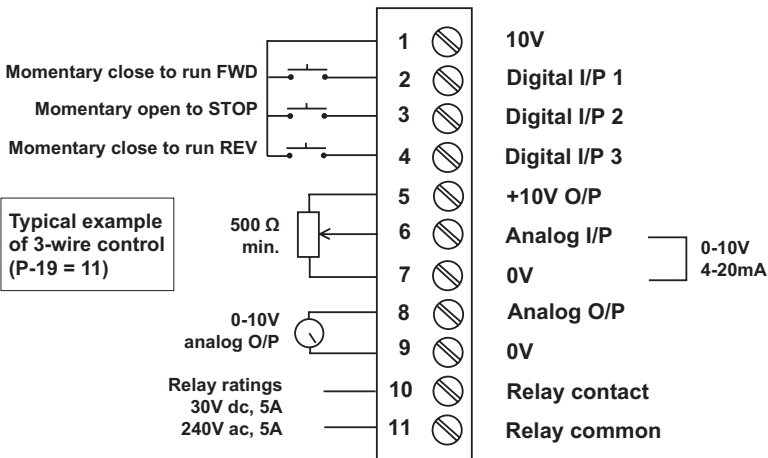 1 10V
Momentary close to run FWD 2 Digital I/P 1
Momentary open to STOP 3 Digital I/P 2
Momentary close to run REV 4 Digital I/P 3
5 +10V O/P
Typical example
of 3-wire control
(P-19 = 11)
500 Ω
min.
6 Analog I/P
0-10V
4-20mA
7 0V
8 Analog O/P
0-10V
analog O/P
9 0V
Relay ratings
30V dc, 5A
240V ac, 5A
10 Relay contact
11 Relay common